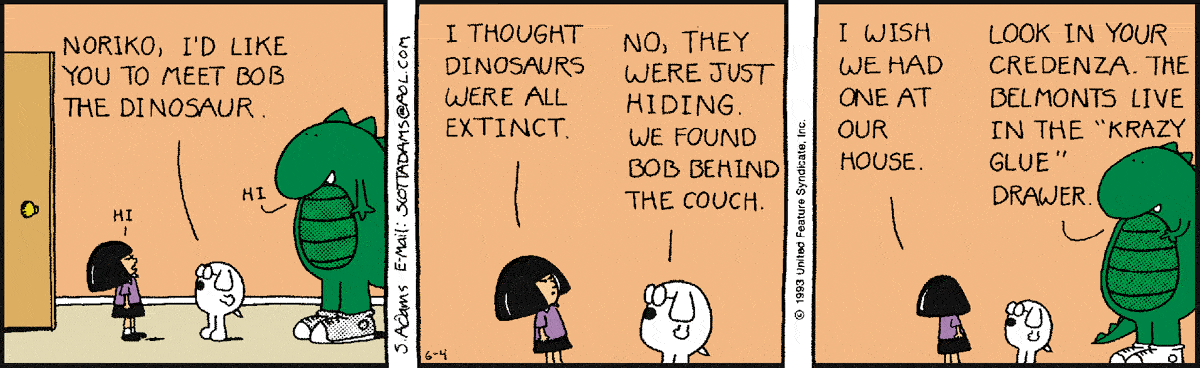 NORIKO, I'D LIKE
YOU TO MEET BOB
THE DINOSAUR.
HI
HI
S.ADAMS E-Mail: SCOTTADAMS@AOL.COM
I THOUGHT
DINOSAURS
WERE ALL
EXTINCT.
NO, THEY
WERE JUST
HIDING.
WE FOUND
BOB BEHIND
THE COUCH.
6-4
© 1993 United Feature Syndicate, Inc.
I WISH
WE HAD
ONE AT
OUR
HOUSE.
LOOK IN YOUR
CREDENZA. THE
BELMONTS LIVE
IN THE "KRAZY
GLUE"
DRAWER.